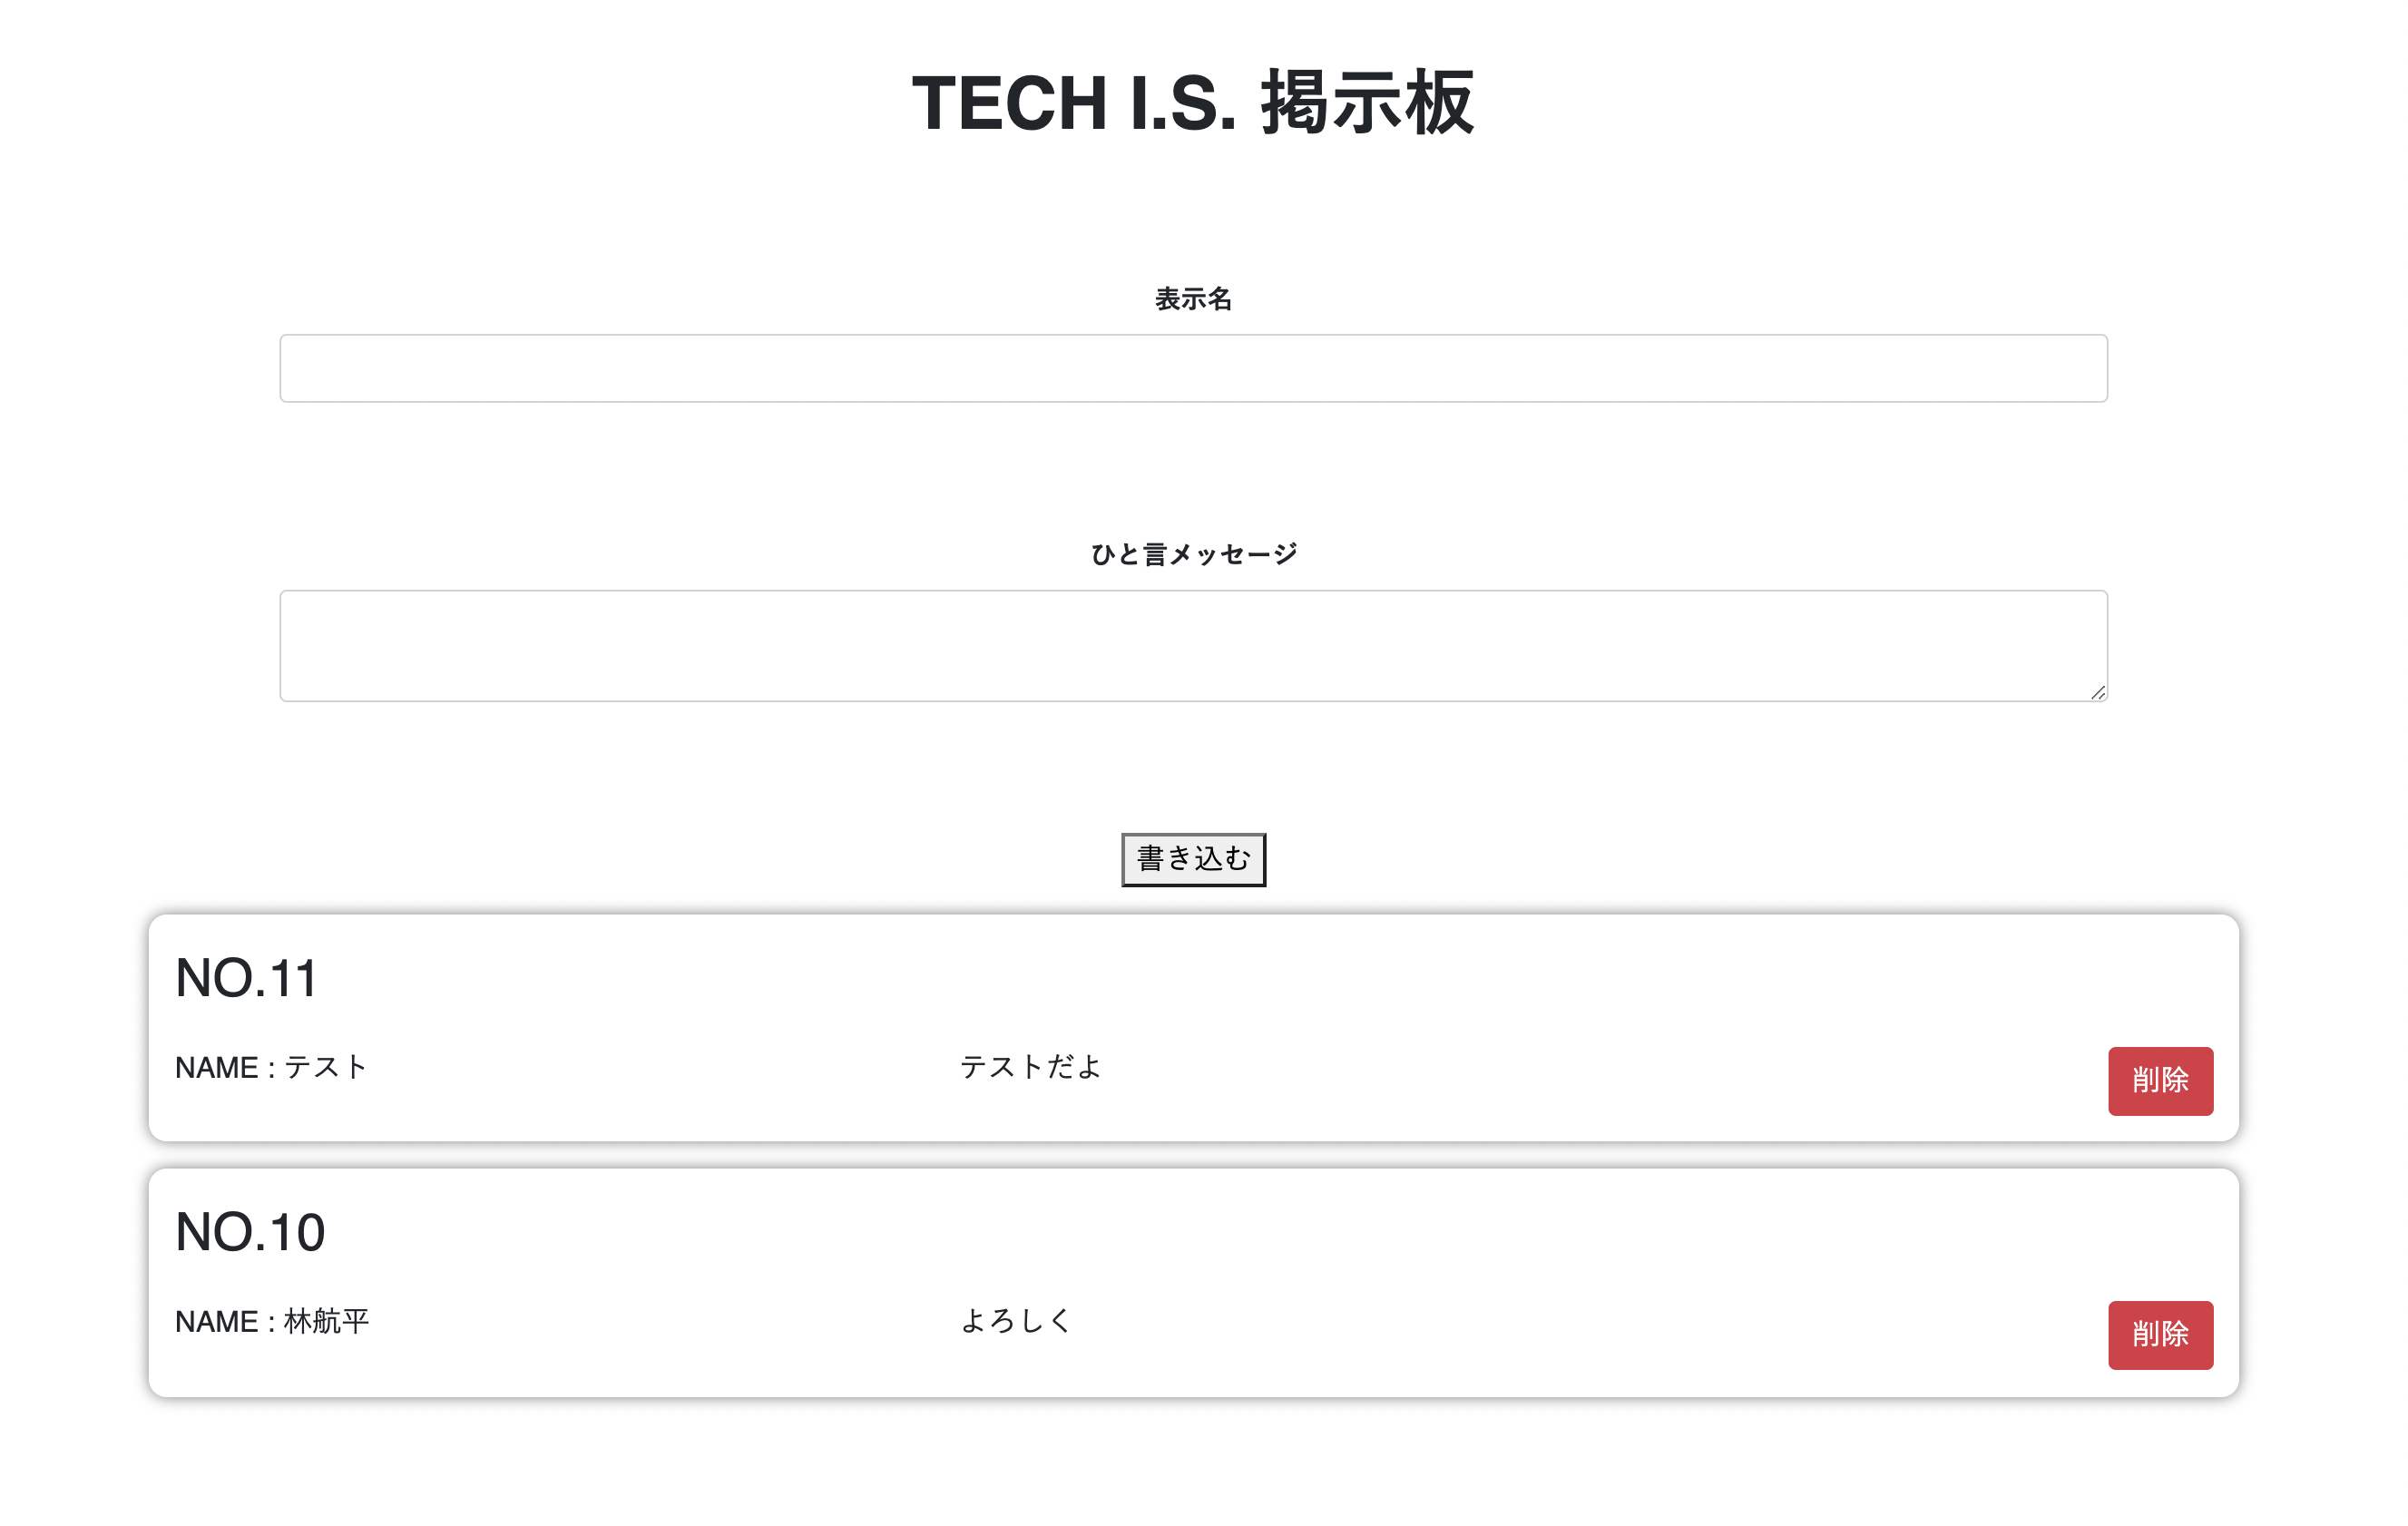 TECH I.S. 掲示板
表示名
ひと言メッセージ
書き込む
NO.11
NAME : テスト テストだよ 削除
NO.10
NAME : 林航平 よろしく 削除